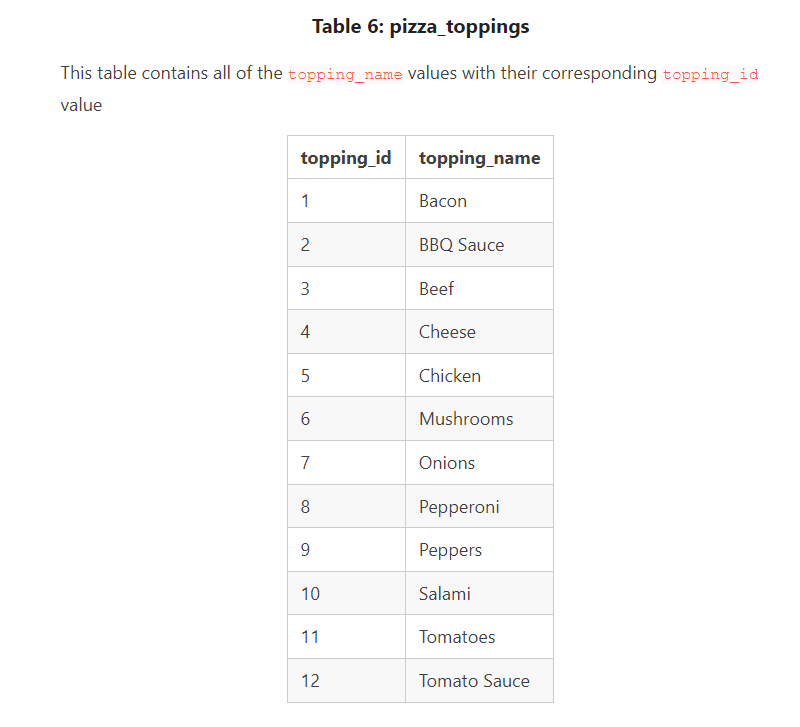 Table 6: pizza_toppings
This table contains all of the topping_name values with their corresponding topping_id
value
topping_id topping_name
1 Bacon
2 BBQ Sauce
3 Beef
4 Cheese
5 Chicken
6 Mushrooms
7 Onions
8 Pepperoni
9 Peppers
10 Salami
11 Tomatoes
12 Tomato Sauce